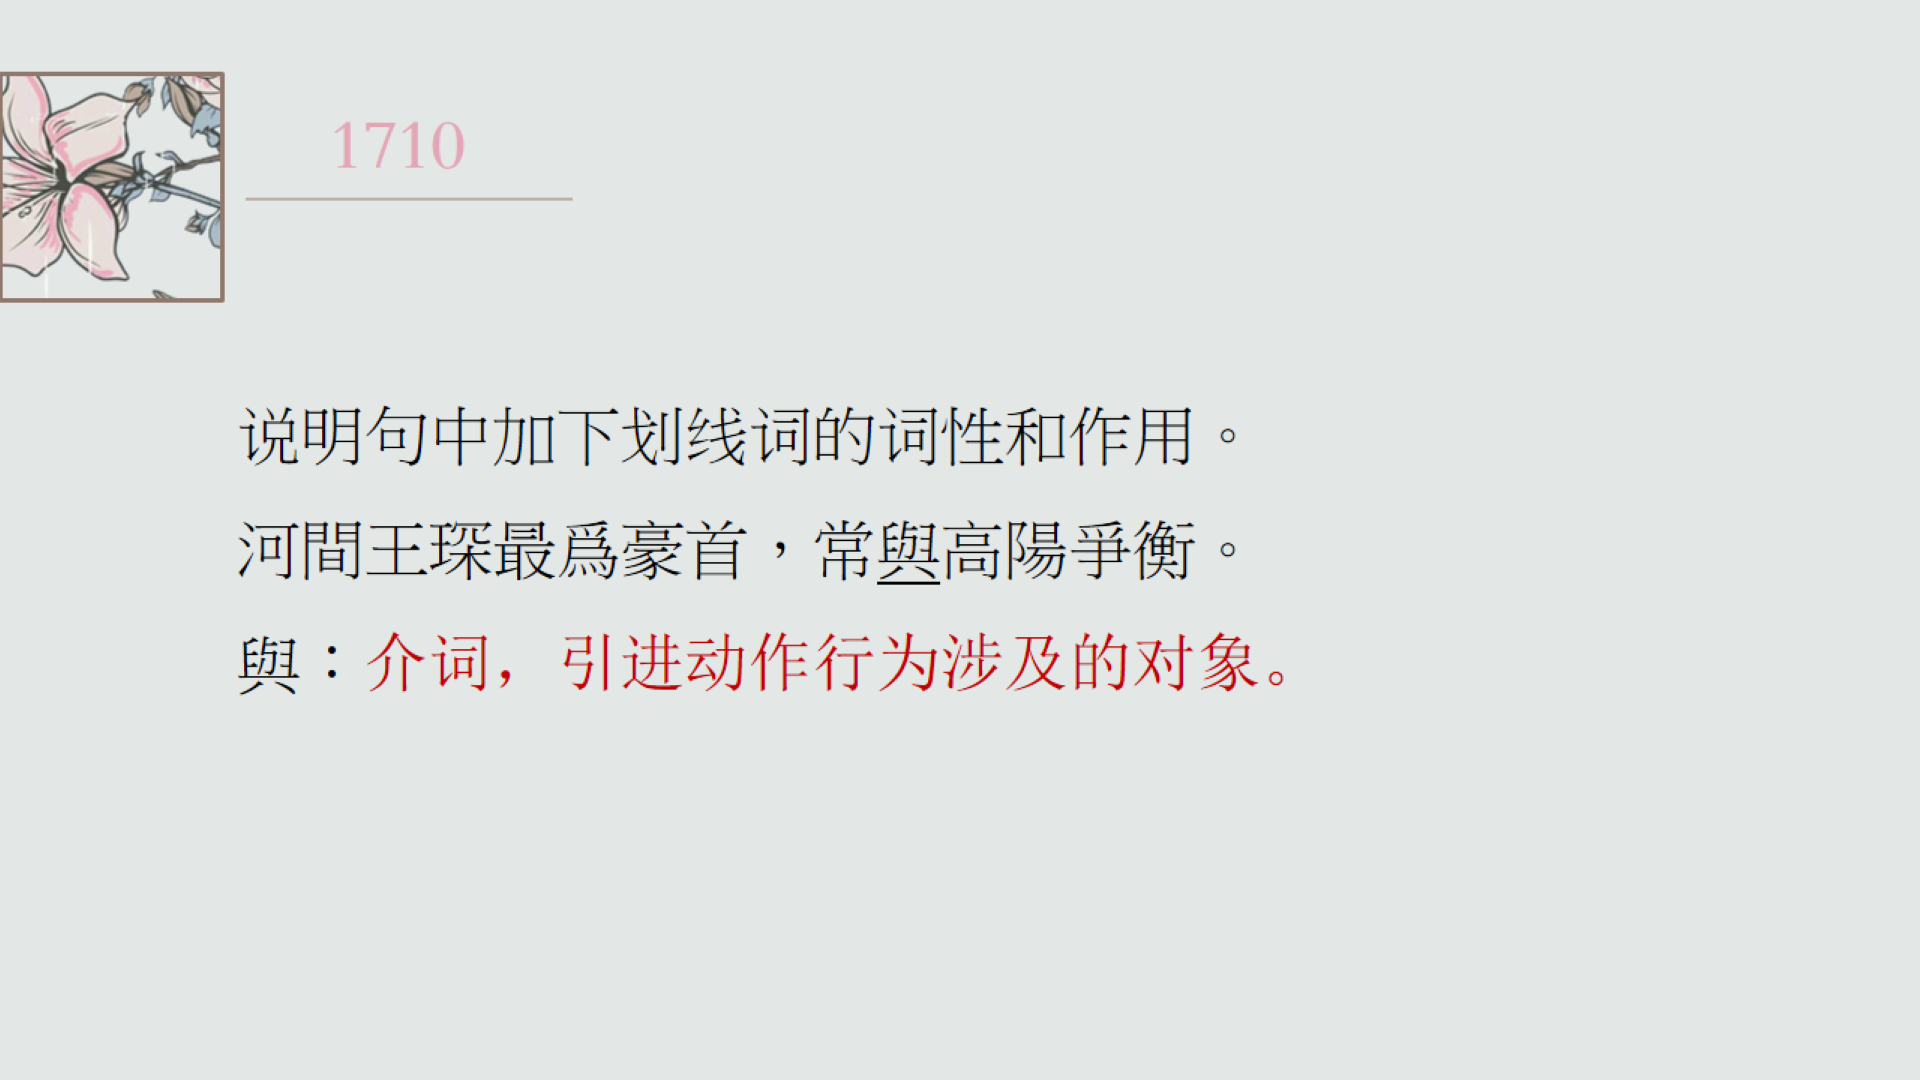 1710
说明句中加下划线词的词性和作用。
河間王琛最爲豪首，常與高陽爭衡。
與：介词，引进动作行为涉及的对象。